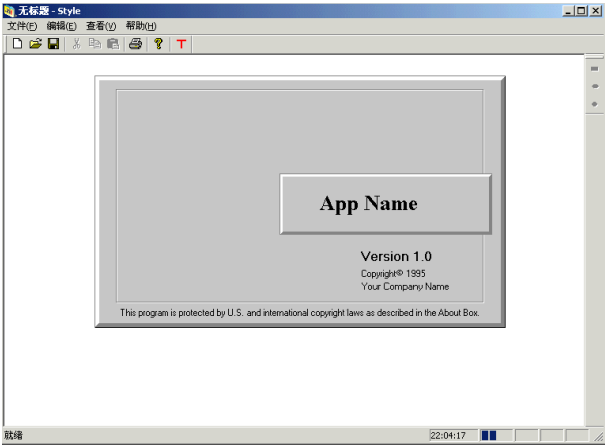 无标题 - Style
文件(F) 编辑(E) 查看(V) 帮助(H)
App Name
Version 1.0
Copyright© 1995
Your Company Name
This program is protected by U.S. and international copyright laws as described in the About Box.
就绪
22:04:17